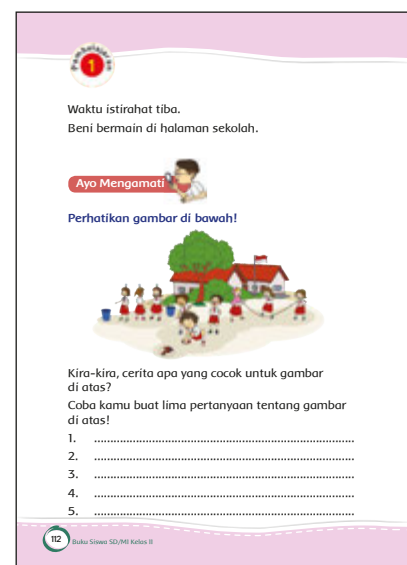 Pembelajaran
1
Waktu istirahat tiba.
Beni bermain di halaman sekolah.
Ayo Mengamati
Perhatikan gambar di bawah!
Kira-kira, cerita apa yang cocok untuk gambar
di atas?
Coba kamu buat lima pertanyaan tentang gambar
di atas!
1. ................................................................................
2. ................................................................................
3. ................................................................................
4. ................................................................................
5. ................................................................................
112 Buku Siswa SD/MI Kelas II